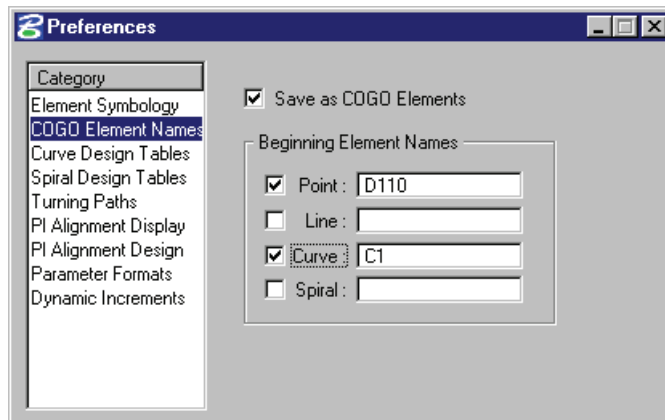 Preferences
Category
Element Symbology
COGO Element Names
Curve Design Tables
Spiral Design Tables
Turning Paths
PI Alignment Display
PI Alignment Design
Parameter Formats
Dynamic Increments
Save as COGO Elements
Beginning Element Names
Point : D110
Line :
Curve : C1
Spiral :